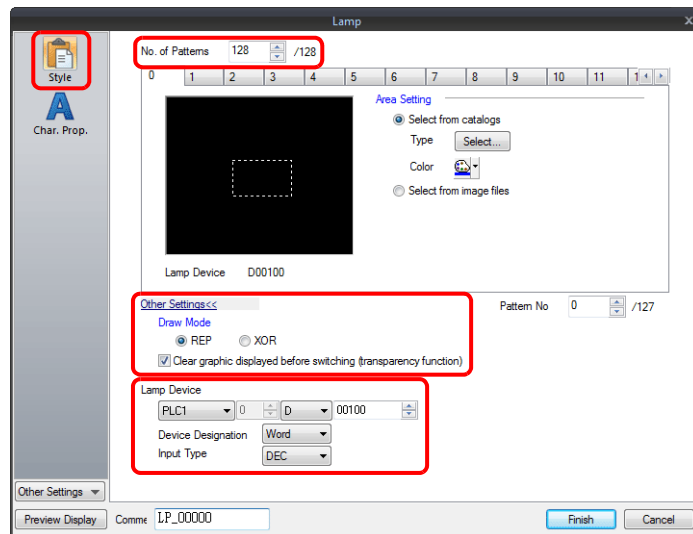 Lamp
X
Style
Char. Prop.
No. of Patterns 128 /128
0 1 2 3 4 5 6 7 8 9 10 11
Area Setting
Select from catalogs
Type Select...
Color
Select from image files
Lamp Device D00100
Other Settings<<
Pattern No 0 /127
Draw Mode
REP XOR
Clear graphic displayed before switching (transparency function)
Lamp Device
PLC1 0 D 00100
Device Designation Word
Input Type DEC
Other Settings
Preview Display Comme LP_00000 Finish Cancel